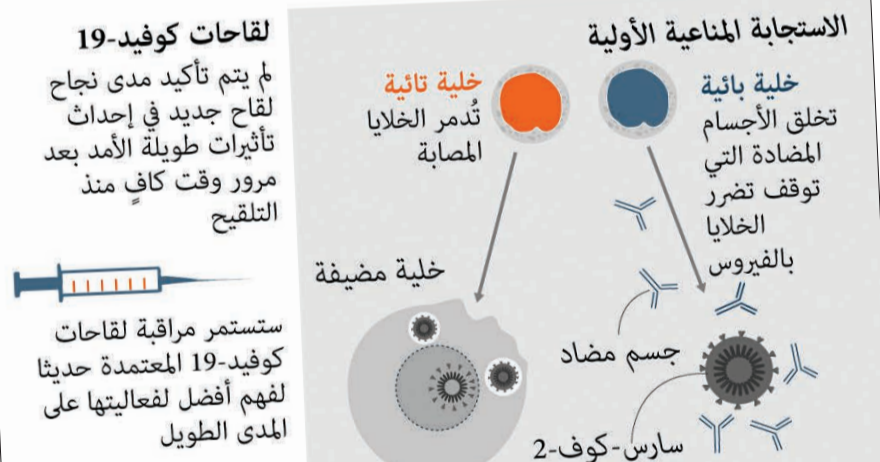 الاستجابة المناعية الأولية
خلية بائية
تخلق الأجسام
المضادة التي
توقف تضرر
الخلايا
بالفيروس
خلية تائية
تُدمر الخلايا
المصابة
خلية مضيفة
جسم مضاد
سارس-كوف-2
لقاحات كوفيد-19
لم يتم تأكيد مدى نجاح
لقاح جديد في إحداث
تأثيرات طويلة الأمد بعد
مرور وقت كافٍ منذ
التلقيح
ستستمر مراقبة لقاحات
كوفيد-19 المعتمدة حديثا
لفهم أفضل لفعاليتها على
المدى الطويل